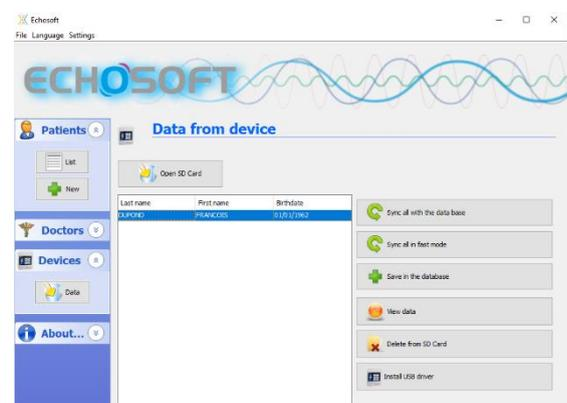 Echosoft
File Language Settings
ECHOSOFT
Patients
List
New
Doctors
Devices
Data
About...
Data from device
Open SD Card
Last name First name Birthdate
DUPOND FRANCOIS 01/01/1962
Sync all with the data base
Sync all in fast mode
Save in the database
View data
Delete from SD Card
Install USB driver